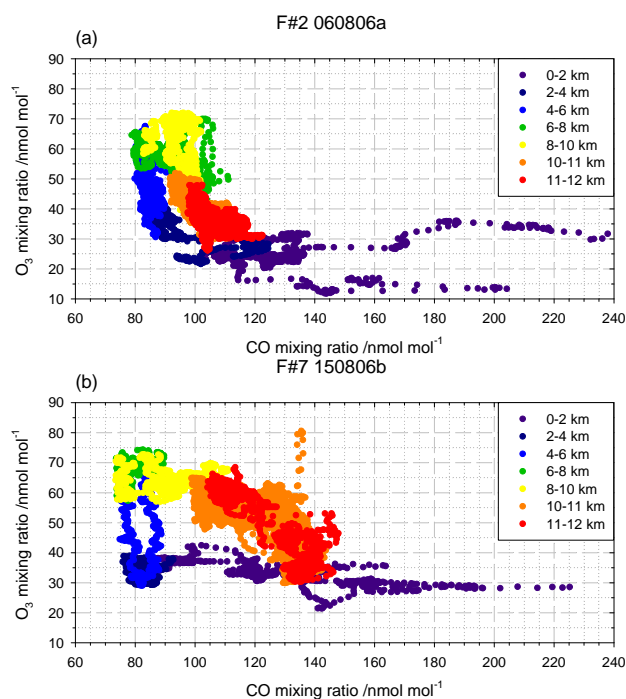 F#2 060806a
(a)
90
80
70
60
50
40
30
20
10
O₃ mixing ratio /nmol mol⁻¹
0-2 km
2-4 km
4-6 km
6-8 km
8-10 km
10-11 km
11-12 km
60 80 100 120 140 160 180 200 220 240
CO mixing ratio /nmol mol⁻¹
F#7 150806b
(b)
90
80
70
60
50
40
30
20
10
O₃ mixing ratio /nmol mol⁻¹
0-2 km
2-4 km
4-6 km
6-8 km
8-10 km
10-11 km
11-12 km
60 80 100 120 140 160 180 200 220 240
CO mixing ratio /nmol mol⁻¹